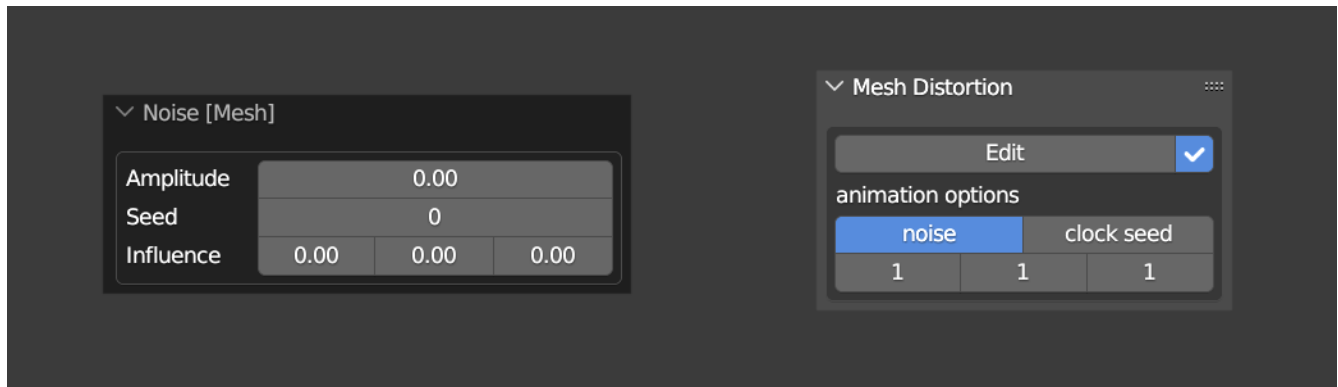 Noise [Mesh]
Amplitude 0.00
Seed 0
Influence 0.00 0.00 0.00
Mesh Distortion
Edit
animation options
noise clock seed
1 1 1